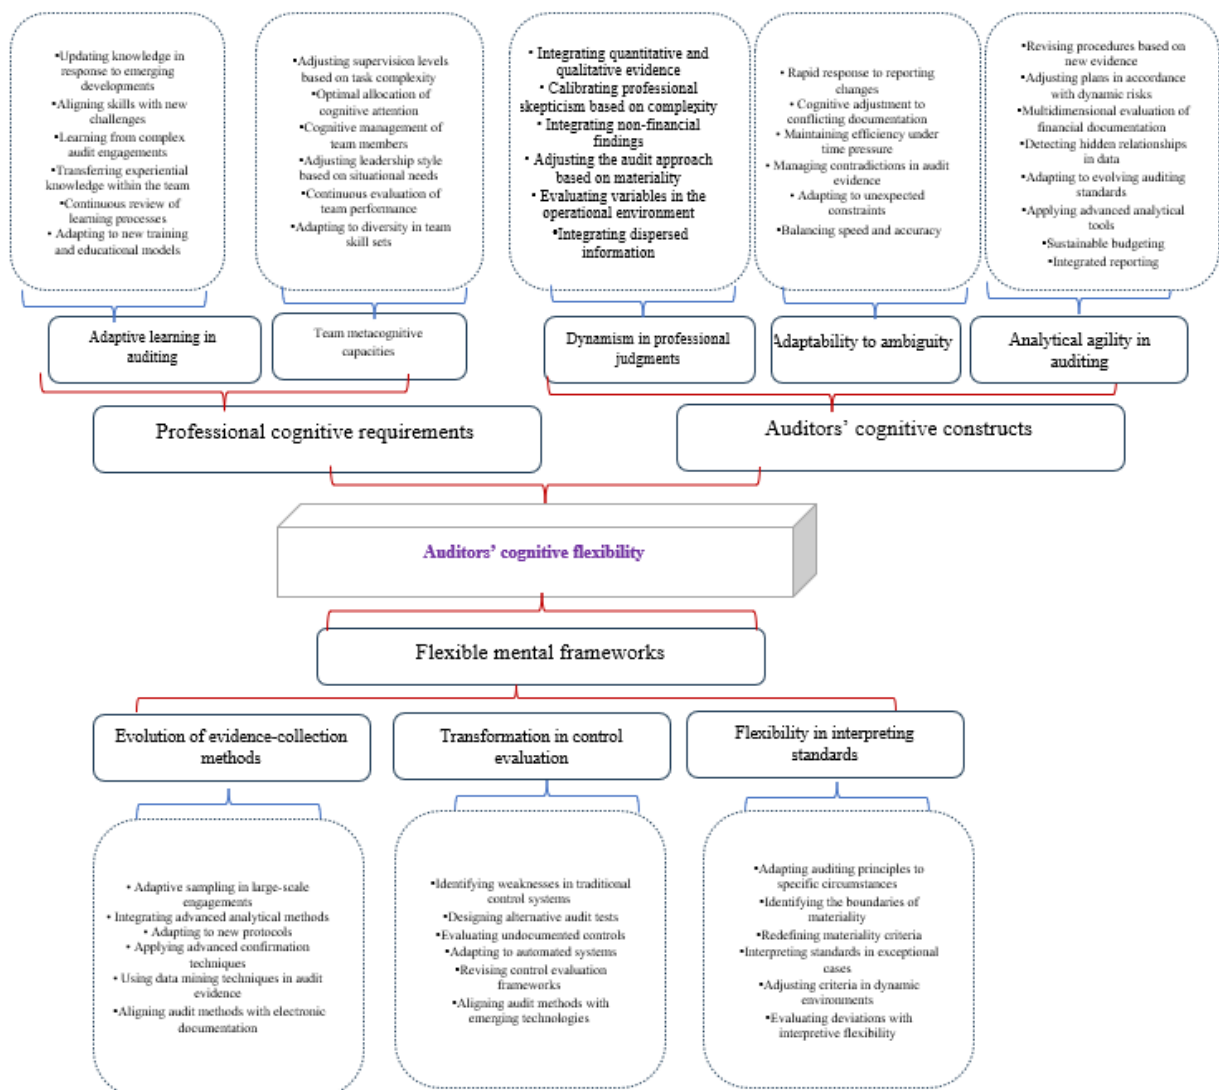 ▪Updating knowledge in
response to emerging
developments
▪Aligning skills with new
challenges
▪Learning from complex
audit engagements
▪Transferring experiential
knowledge within the team
▪Continuous review of
learning processes
▪ Adapting to new training
and educational models
▪Adjusting supervision levels
based on task complexity
▪Optimal allocation of
cognitive attention
▪Cognitive management of
team members
▪Adjusting leadership style
based on situational needs
▪Continuous evaluation of
team performance
▪Adapting to diversity in team
skill sets
▪ Integrating quantitative and
qualitative evidence
▪ Calibrating professional
skepticism based on complexity
▪ Integrating non-financial
findings
▪ Adjusting the audit approach
based on materiality
▪ Evaluating variables in the
operational environment
▪Integrating dispersed
information
▪ Rapid response to reporting
changes
▪ Cognitive adjustment to
conflicting documentation
▪ Maintaining efficiency under
time pressure
▪ Managing contradictions in audit
evidence
▪ Adapting to unexpected
constraints
▪Balancing speed and accuracy
▪Revising procedures based on
new evidence
▪Adjusting plans in accordance
with dynamic risks
▪Multidimensional evaluation of
financial documentation
▪Detecting hidden relationships
in data
▪Adapting to evolving auditing
standards
▪Applying advanced analytical
tools
▪Sustainable budgeting
▪Integrated reporting
Adaptive learning in
auditing
Team metacognitive
capacities
Dynamism in professional
judgments
Adaptability to ambiguity
Analytical agility in
auditing
Professional cognitive requirements
Auditors’ cognitive constructs
Auditors’ cognitive flexibility
Flexible mental frameworks
Evolution of evidence-collection
methods
Transformation in control
evaluation
Flexibility in interpreting
standards
▪ Adaptive sampling in large-scale
engagements
▪ Integrating advanced analytical methods
▪ Adapting to new protocols
▪ Applying advanced confirmation
techniques
▪ Using data mining techniques in audit
evidence
▪Aligning audit methods with electronic
documentation
▪Identifying weaknesses in traditional
control systems
▪Designing alternative audit tests
▪Evaluating undocumented controls
▪Adapting to automated systems
▪Revising control evaluation
frameworks
▪Aligning audit methods with
emerging technologies
▪Adapting auditing principles to
specific circumstances
▪Identifying the boundaries of
materiality
▪Redefining materiality criteria
▪Interpreting standards in exceptional
cases
▪Adjusting criteria in dynamic
environments
▪Evaluating deviations with
interpretive flexibility